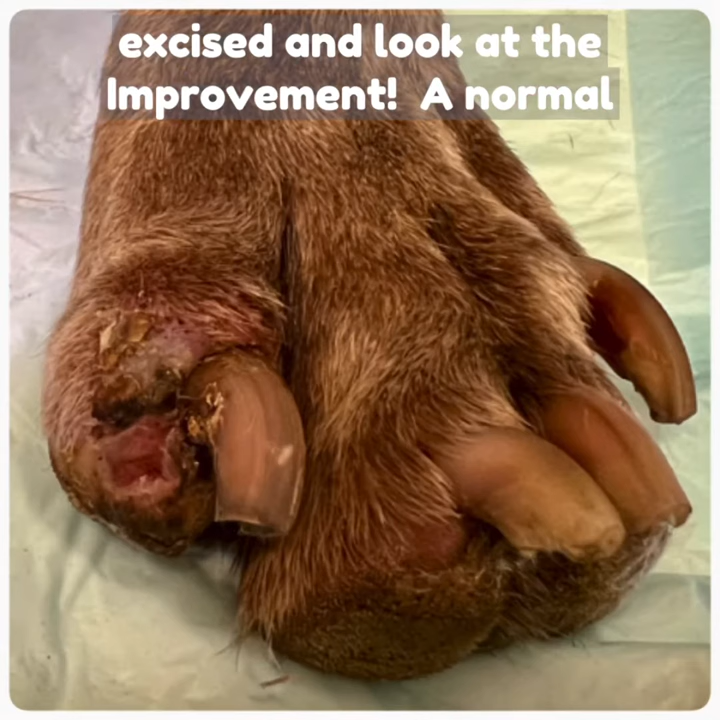 excised and look at the
Improvement!  A normal